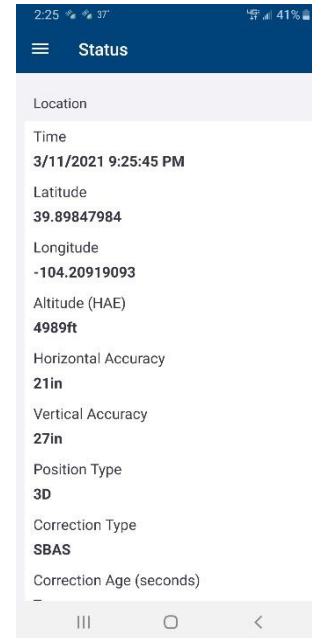 2:25 37° 41%
Status
Location
Time
3/11/2021 9:25:45 PM
Latitude
39.89847984
Longitude
-104.20919093
Altitude (HAE)
4989ft
Horizontal Accuracy
21in
Vertical Accuracy
27in
Position Type
3D
Correction Type
SBAS
Correction Age (seconds)